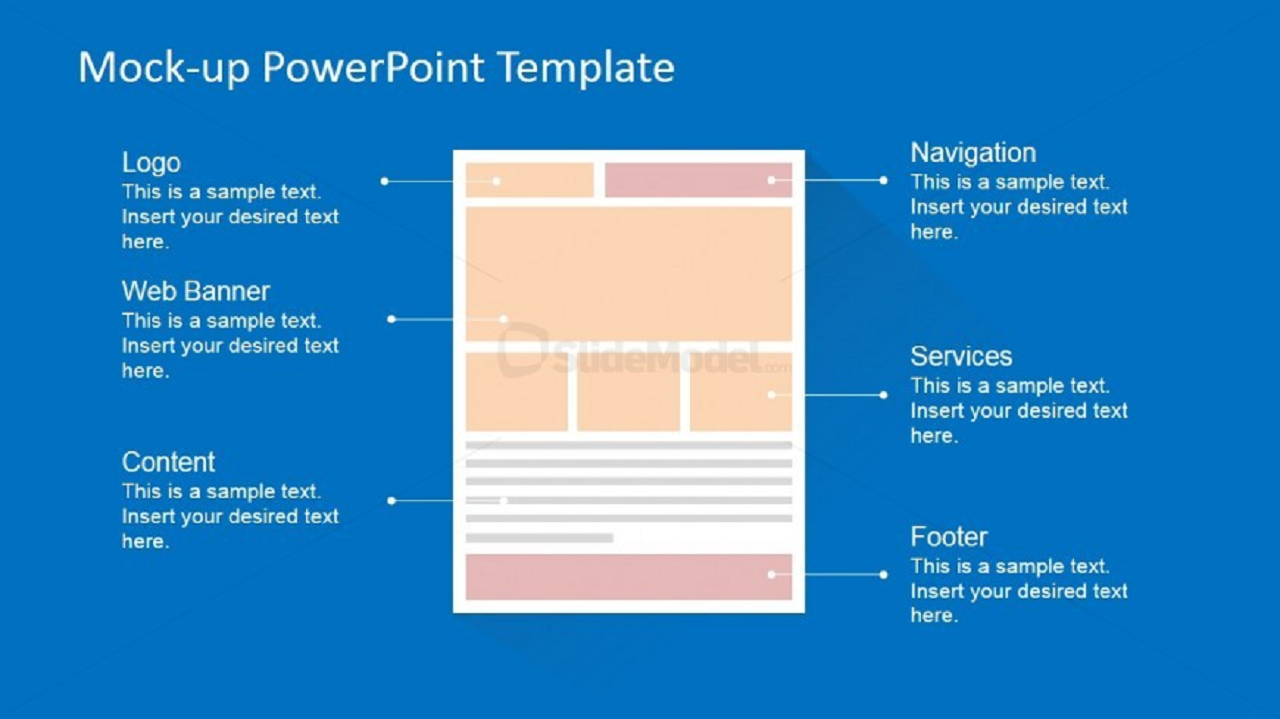 Mock-up PowerPoint Template
Logo
This is a sample text.
Insert your desired text
here.
Web Banner
This is a sample text.
Insert your desired text
here.
Content
This is a sample text.
Insert your desired text
here.
Navigation
This is a sample text.
Insert your desired text
here.
Services
This is a sample text.
Insert your desired text
here.
Footer
This is a sample text.
Insert your desired text
here.
SlideModel.com